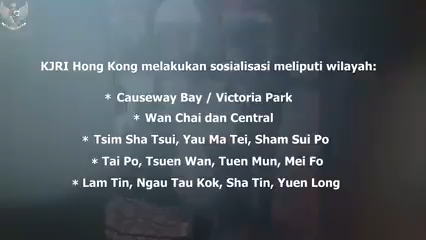 KJRI Hong Kong melakukan sosialisasi meliputi wilayah:
* Causeway Bay / Victoria Park
* Wan Chai dan Central
* Tsim Sha Tsui, Yau Ma Tei, Sham Sui Po
* Tai Po, Tsuen Wan, Tuen Mun, Mei Fo
* Lam Tin, Ngau Tau Kok, Sha Tin, Yuen Long